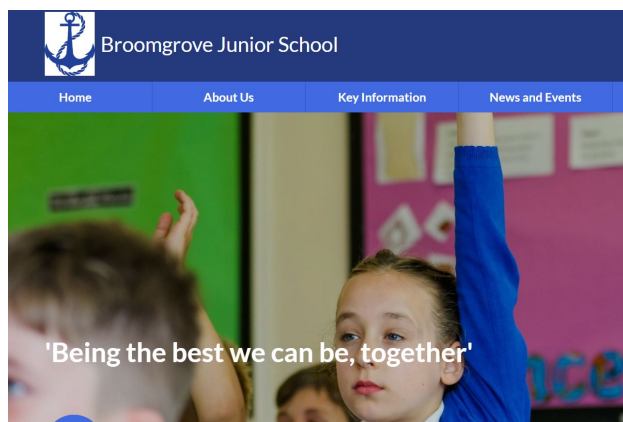 Broomgrove Junior School
Home
About Us
Key Information
News and Events
'Being the best we can be, together'